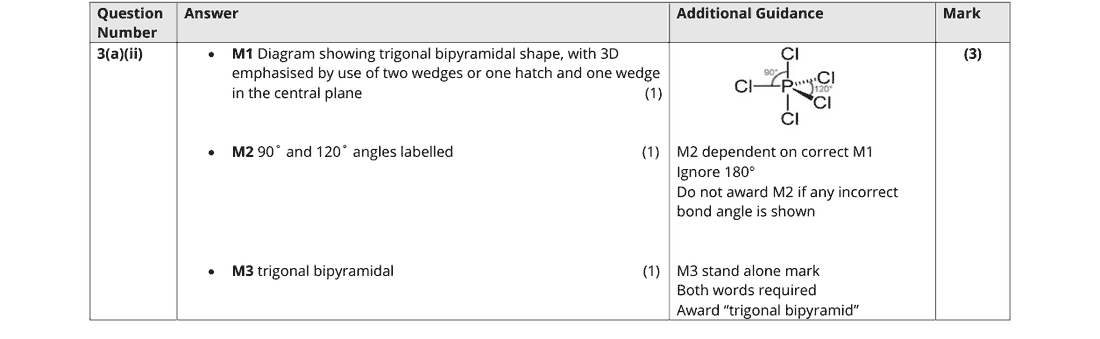 Question Number
Answer
Additional Guidance
Mark
3(a)(ii)
• M1 Diagram showing trigonal bipyramidal shape, with 3D
emphasised by use of two wedges or one hatch and one wedge
in the central plane (1)
Cl
90°
Cl P Cl
120°
Cl
Cl
(3)
• M2 90˚ and 120˚ angles labelled (1)
M2 dependent on correct M1
Ignore 180°
Do not award M2 if any incorrect
bond angle is shown
• M3 trigonal bipyramidal (1)
M3 stand alone mark
Both words required
Award “trigonal bipyramid”